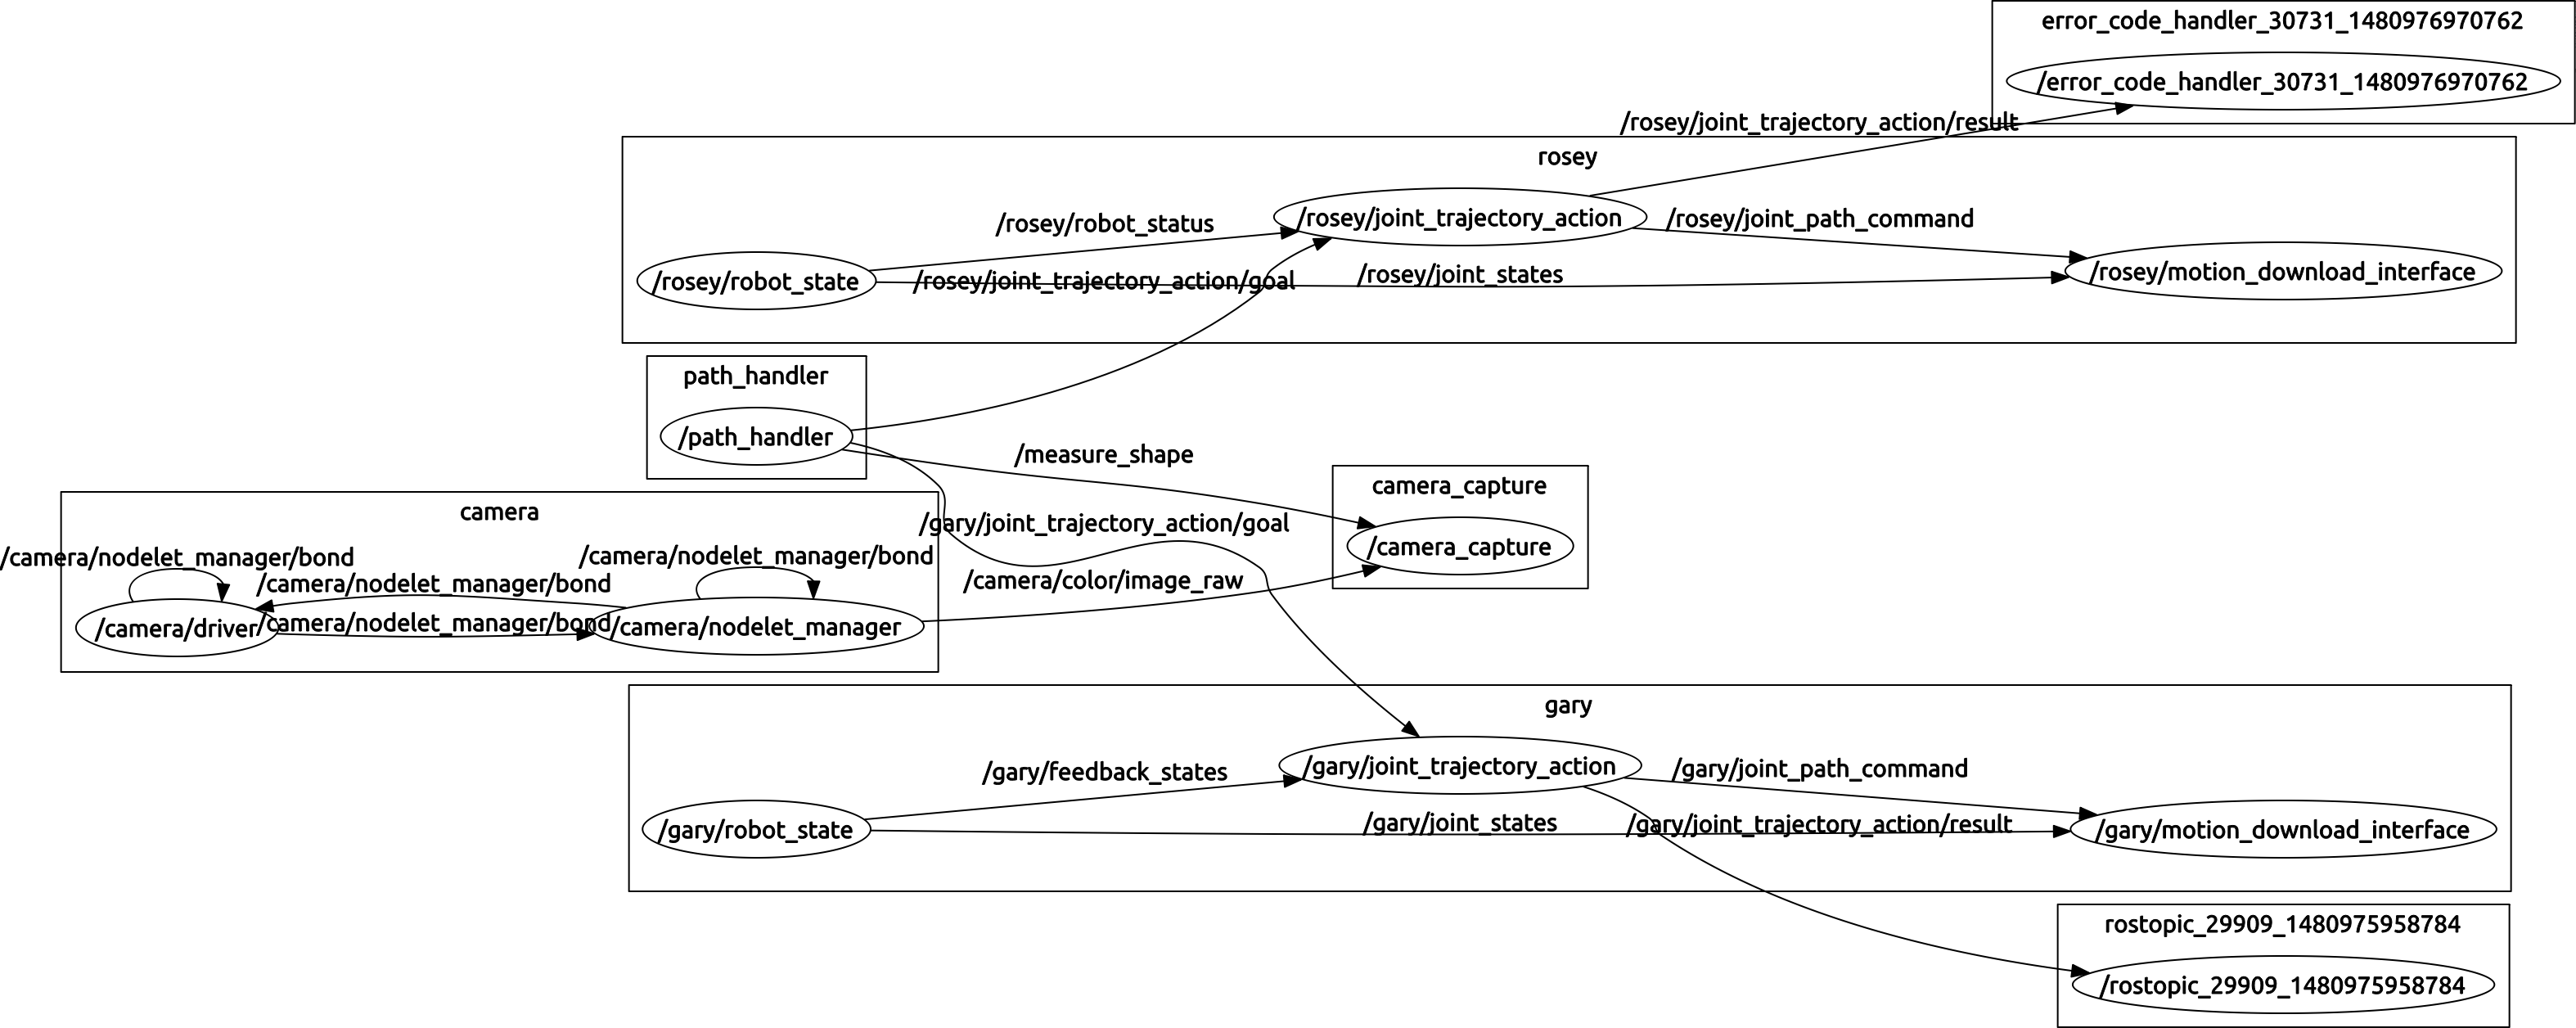 error_code_handler_30731_1480976970762
/error_code_handler_30731_1480976970762
/rosey/joint_trajectory_action/result
rosey
/rosey/robot_status
/rosey/joint_trajectory_action
/rosey/joint_path_command
/rosey/robot_state
/rosey/joint_trajectory_action/goal
/rosey/joint_states
/rosey/motion_download_interface
path_handler
/path_handler
/measure_shape
camera_capture
/camera_capture
camera
/gary/joint_trajectory_action/goal
/camera/nodelet_manager/bond
/camera/nodelet_manager/bond
/camera/nodelet_manager/bond
/camera/color/image_raw
/camera/driver
/camera/nodelet_manager/bond
/camera/nodelet_manager
gary
/gary/feedback_states
/gary/joint_trajectory_action
/gary/joint_path_command
/gary/robot_state
/gary/joint_states
/gary/joint_trajectory_action/result
/gary/motion_download_interface
rostopic_29909_1480975958784
/rostopic_29909_1480975958784